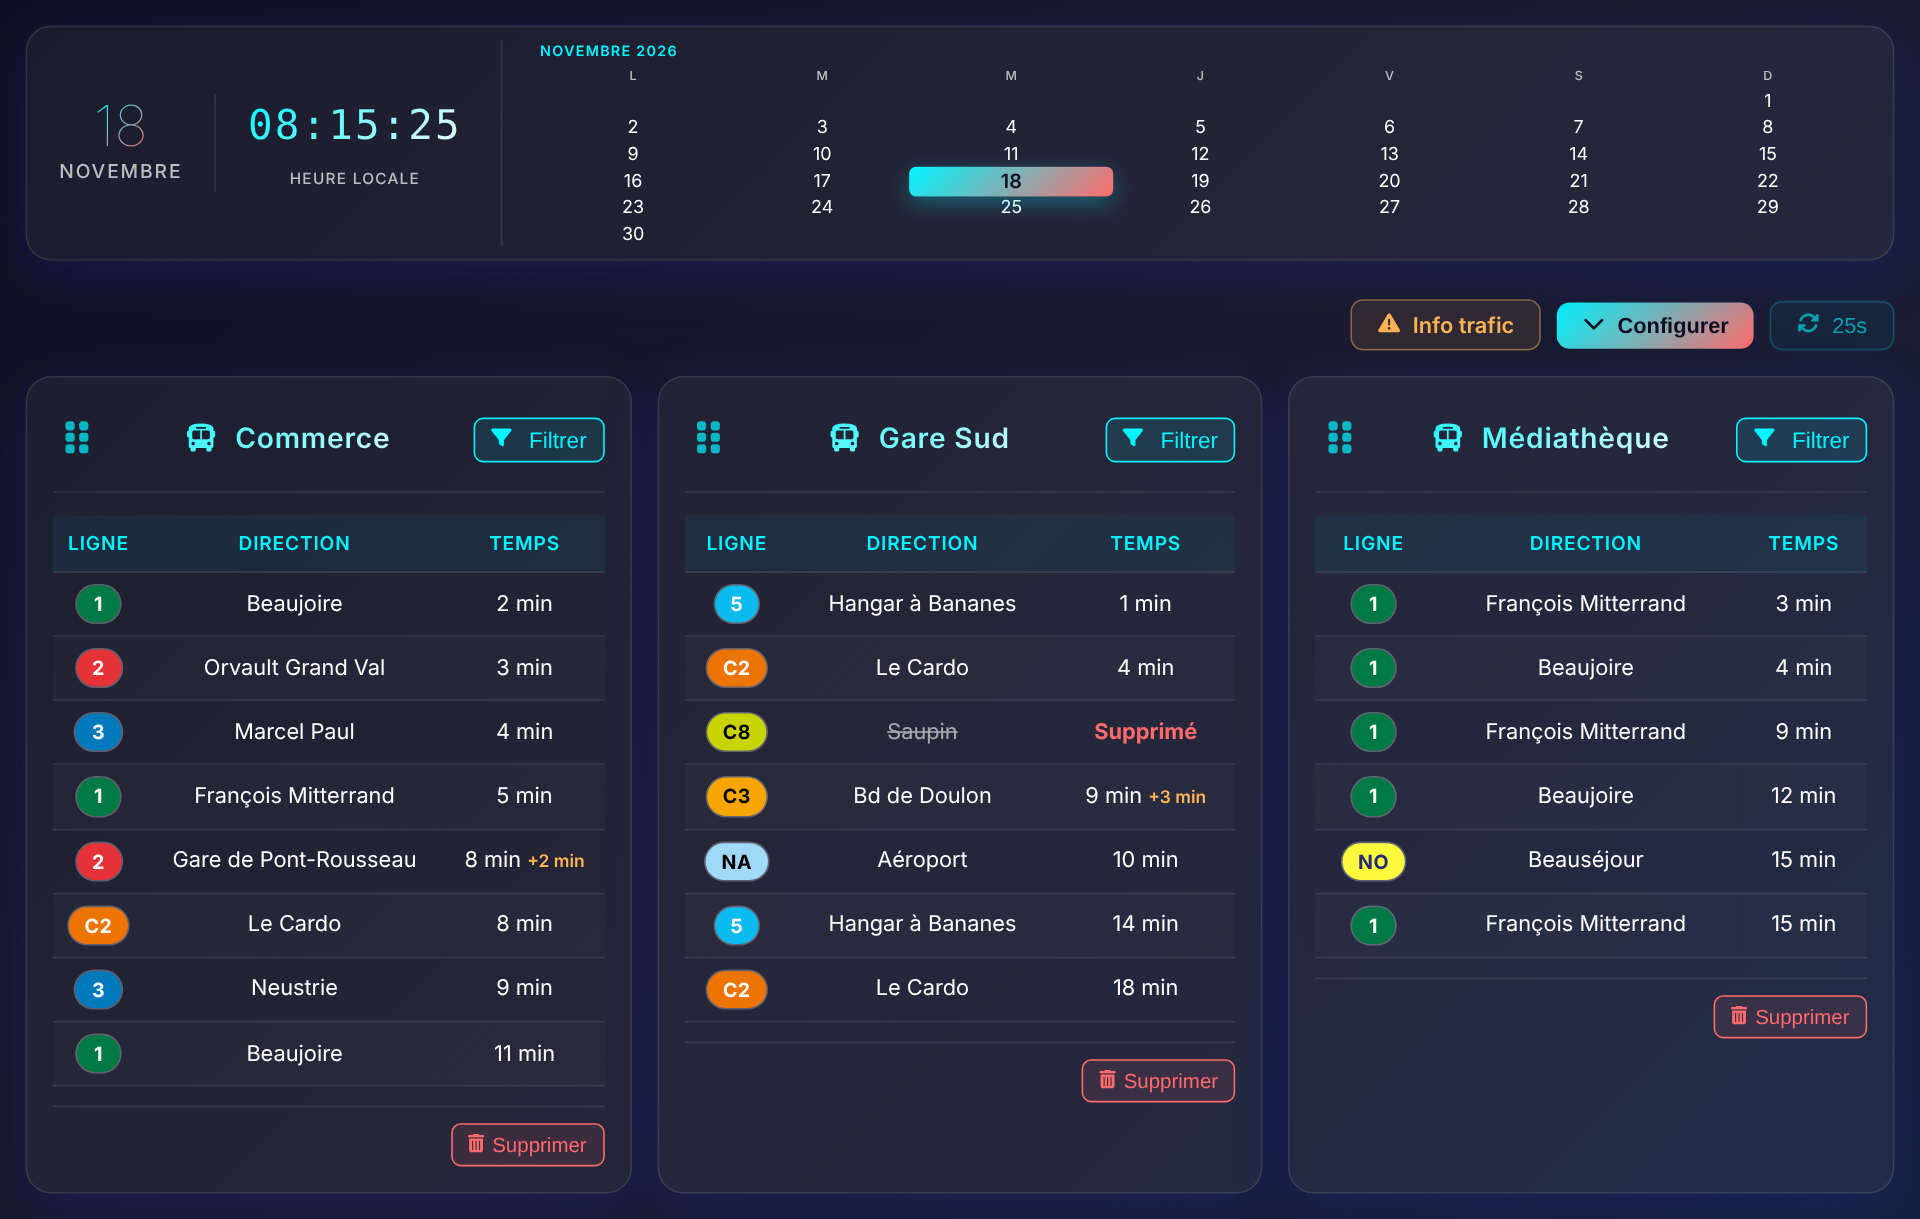 18
NOVEMBRE
08:15:25
HEURE LOCALE
NOVEMBRE 2026
L M M J V S D
1
2 3 4 5 6 7 8
9 10 11 12 13 14 15
16 17 18 19 20 21 22
23 24 25 26 27 28 29
30
Info trafic
Configurer
25s
Commerce
Filtrer
LIGNE DIRECTION TEMPS
1 Beaujoire 2 min
2 Orvault Grand Val 3 min
3 Marcel Paul 4 min
1 François Mitterrand 5 min
2 Gare de Pont-Rousseau 8 min +2 min
C2 Le Cardo 8 min
3 Neustrie 9 min
1 Beaujoire 11 min
Supprimer
Gare Sud
Filtrer
LIGNE DIRECTION TEMPS
5 Hangar à Bananes 1 min
C2 Le Cardo 4 min
C8 Saupin Supprimé
C3 Bd de Doulon 9 min +3 min
NA Aéroport 10 min
5 Hangar à Bananes 14 min
C2 Le Cardo 18 min
Supprimer
Médiathèque
Filtrer
LIGNE DIRECTION TEMPS
1 François Mitterrand 3 min
1 Beaujoire 4 min
1 François Mitterrand 9 min
1 Beaujoire 12 min
NO Beauséjour 15 min
1 François Mitterrand 15 min
Supprimer